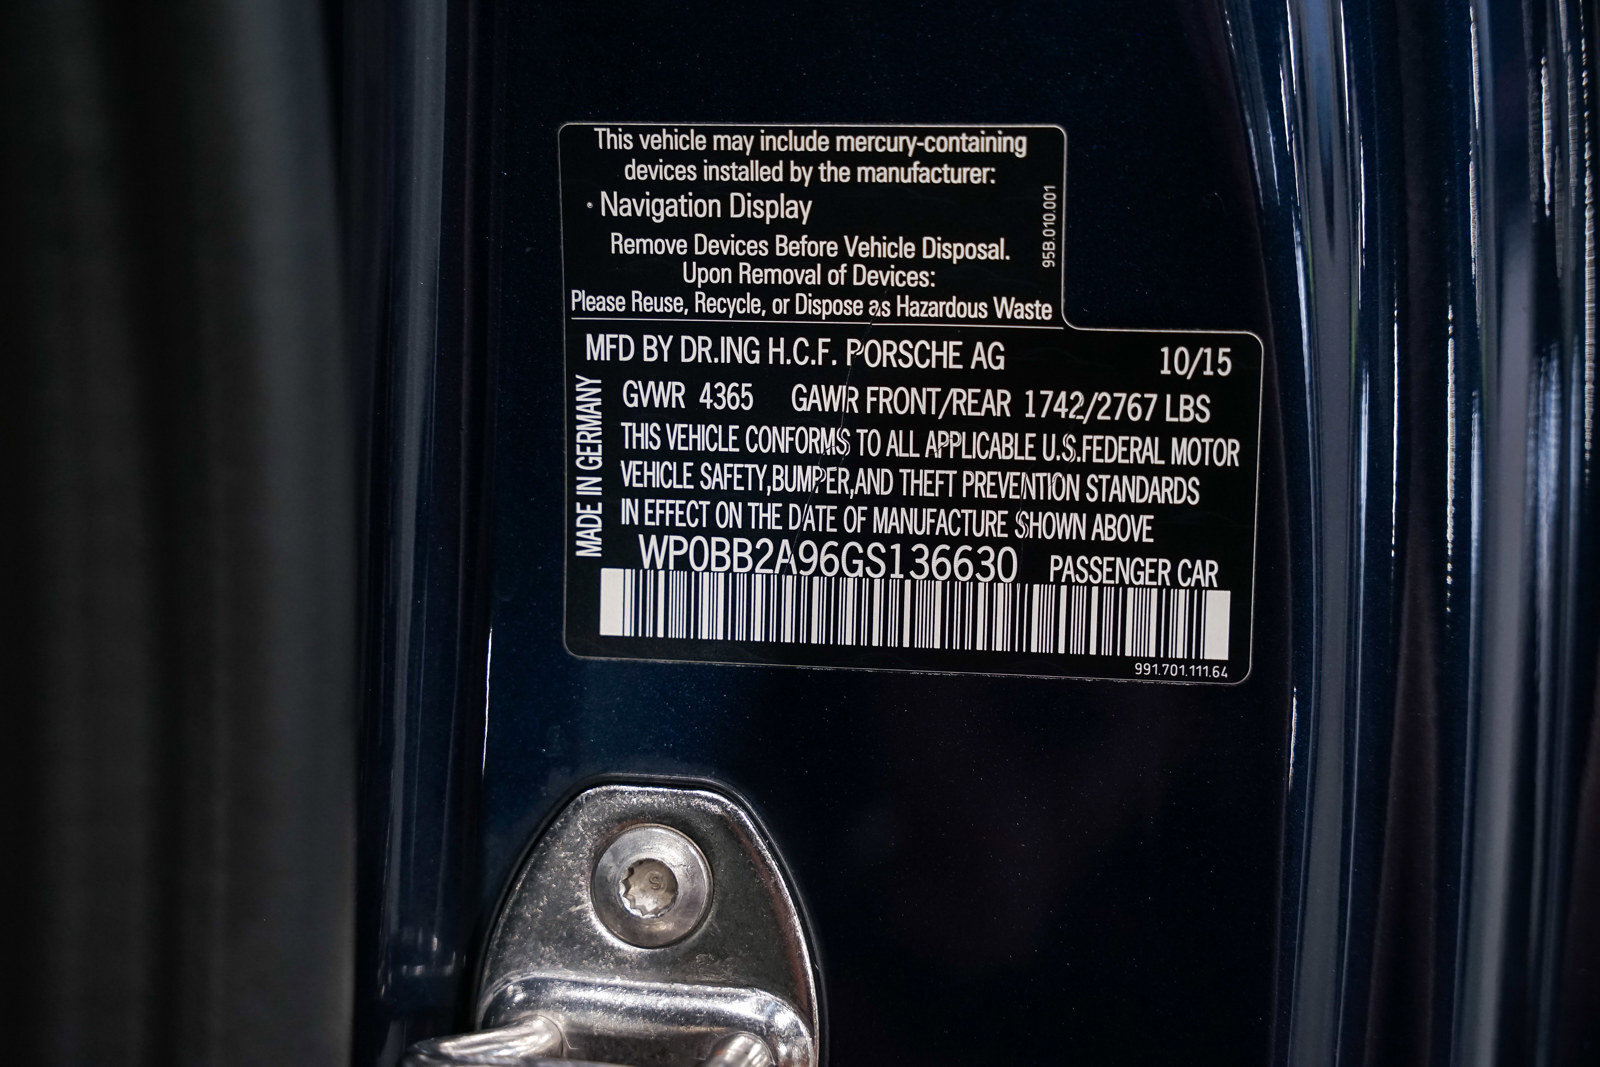 This vehicle may include mercury-containing
devices installed by the manufacturer:
• Navigation Display
Remove Devices Before Vehicle Disposal.
Upon Removal of Devices:
Please Reuse, Recycle, or Dispose as Hazardous Waste
95B.010.001
MFD BY DR.ING H.C.F. PORSCHE AG 10/15
GVWR 4365 GAWR FRONT/REAR 1742/2767 LBS
THIS VEHICLE CONFORMS TO ALL APPLICABLE U.S.FEDERAL MOTOR
VEHICLE SAFETY,BUMPER,AND THEFT PREVENTION STANDARDS
IN EFFECT ON THE DATE OF MANUFACTURE SHOWN ABOVE
MADE IN GERMANY
WP0BB2A96GS136630 PASSENGER CAR
991.701.111.64
S